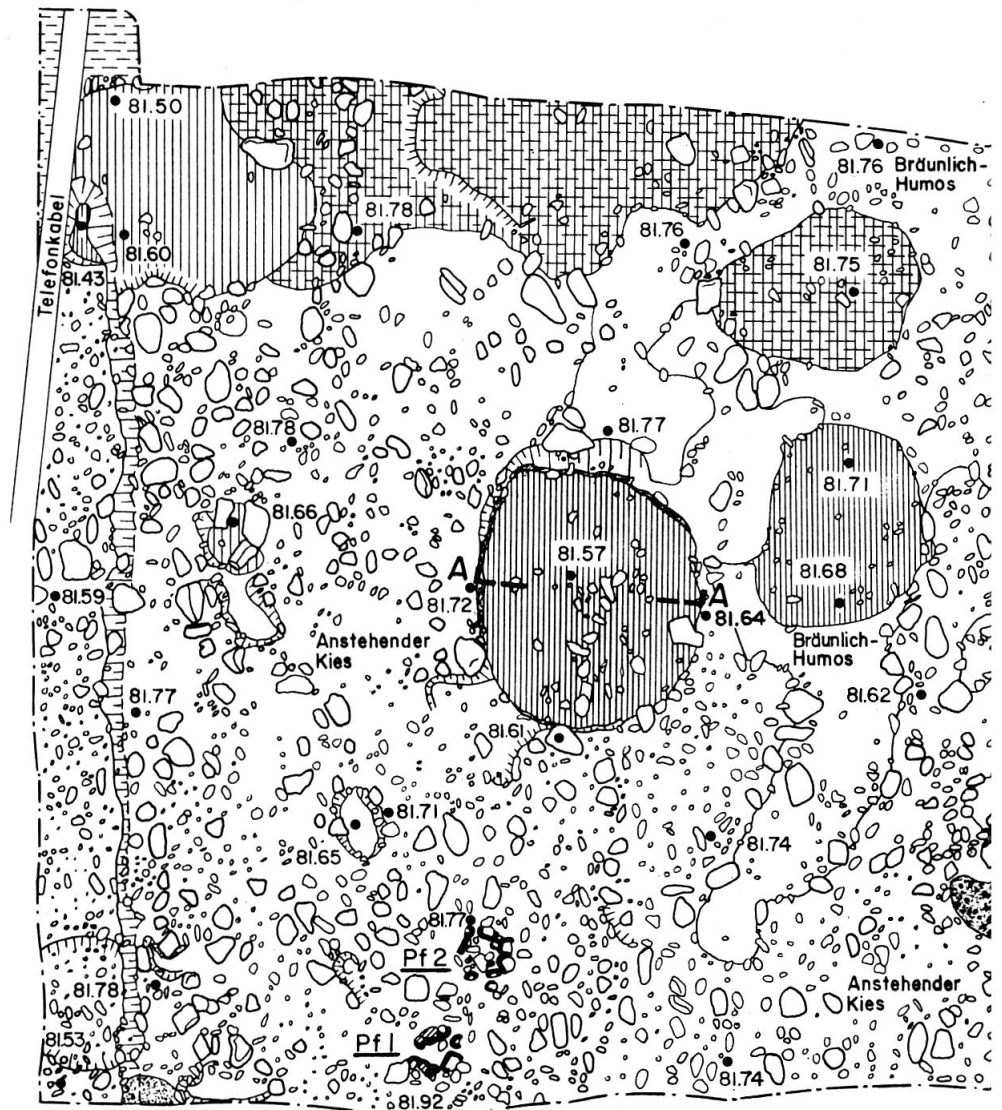 81.50
81.76 Bräunlich-
Humos
81.78
81.76
81.60
81.75
81.43
Telefonkabel
81.77
81.78
81.71
81.66
81.57
A
A
81.59
81.72
81.68
81.64
Anstehender
Kies
Bräunlich-
Humos
81.77
81.62
81.61
81.71
81.65
81.74
81.77
Pf 2
81.78
Anstehender
Kies
81.53
Pf 1
81.74
81.92